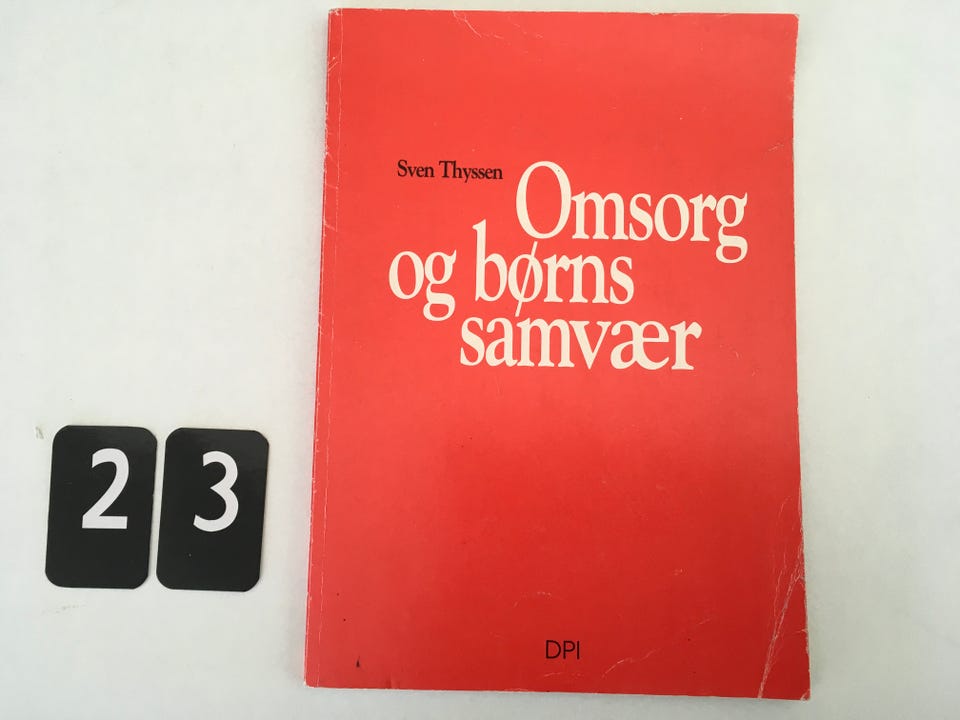 Sven Thyssen
Omsorg
og børns
samvær
2 3
DPI